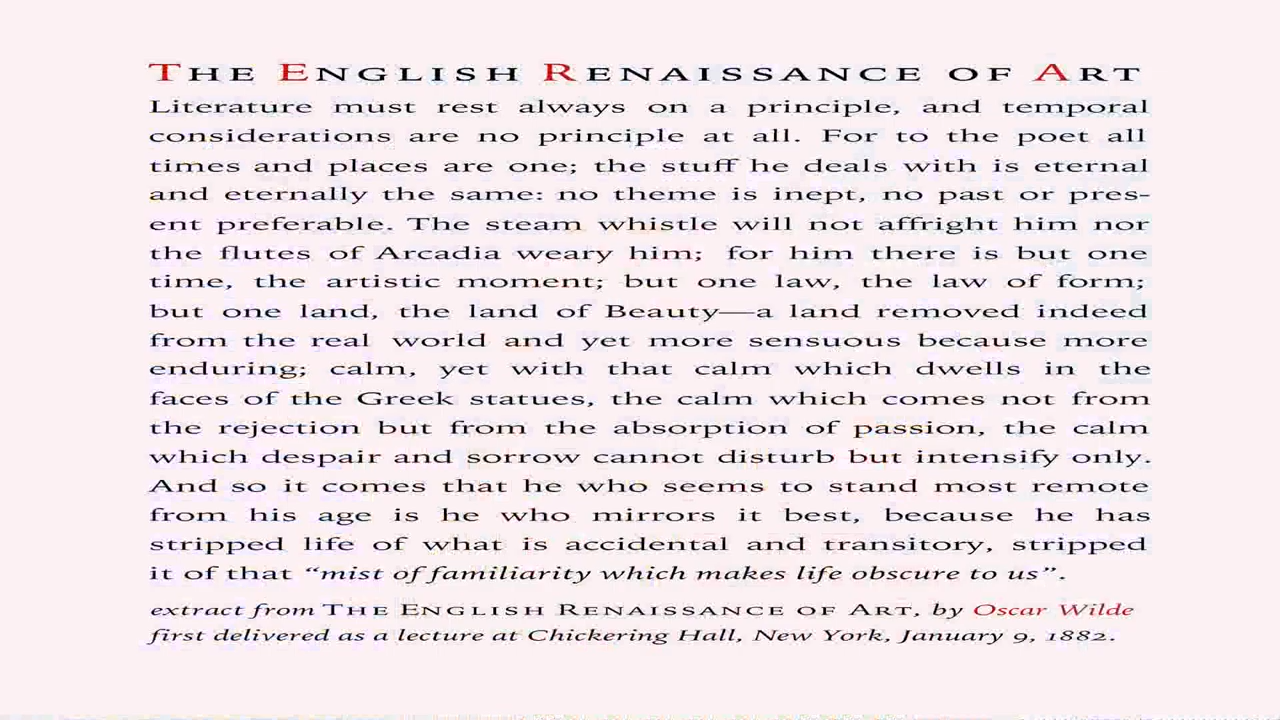 THE ENGLISH RENAISSANCE OF ART
Literature must rest always on a principle, and temporal
considerations are no principle at all. For to the poet all
times and places are one; the stuff he deals with is eternal
and eternally the same: no theme is inept, no past or pres-
ent preferable. The steam whistle will not affright him nor
the flutes of Arcadia weary him; for him there is but one
time, the artistic moment; but one law, the law of form;
but one land, the land of Beauty—a land removed indeed
from the real world and yet more sensuous because more
enduring; calm, yet with that calm which dwells in the
faces of the Greek statues, the calm which comes not from
the rejection but from the absorption of passion, the calm
which despair and sorrow cannot disturb but intensify only.
And so it comes that he who seems to stand most remote
from his age is he who mirrors it best, because he has
stripped life of what is accidental and transitory, stripped
it of that “mist of familiarity which makes life obscure to us”.
extract from THE ENGLISH RENAISSANCE OF ART, by Oscar Wilde
first delivered as a lecture at Chickering Hall, New York, January 9, 1882.